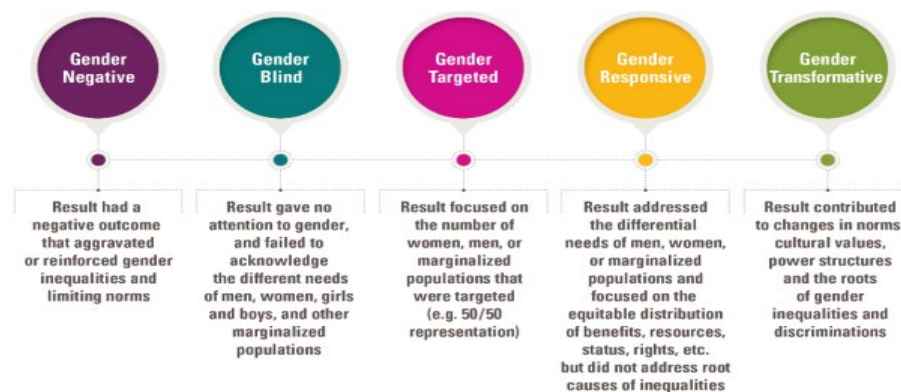 Gender
Negative
Gender
Blind
Gender
Targeted
Gender
Responsive
Gender
Transformative
Result had a
negative outcome
that aggravated
or reinforced gender
inequalities and
limiting norms
Result gave no
attention to gender,
and failed to
acknowledge
the different needs
of men, women, girls
and boys, and other
marginalized
populations
Result focused on
the number of
women, men, or
marginalized
populations that
were targeted
(e.g. 50/50
representation)
Result addressed
the differential
needs of men, women,
or marginalized
populations and
focused on the
equitable distribution
of benefits, resources,
status, rights, etc.
but did not address root
causes of inequalities
Result contributed
to changes in norms,
cultural values,
power structures
and the roots
of gender
inequalities and
discriminations